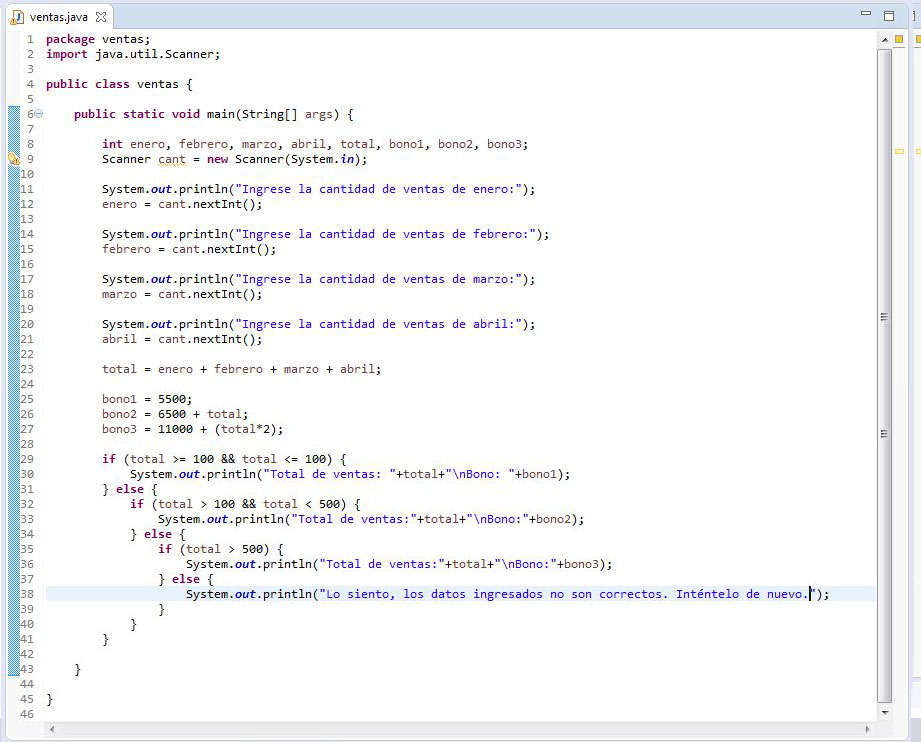 ventas.java
1 package ventas;
2 import java.util.Scanner;
3
4 public class ventas {
5
6 public static void main(String[] args) {
7
8 int enero, febrero, marzo, abril, total, bono1, bono2, bono3;
9 Scanner cant = new Scanner(System.in);
10
11 System.out.println("Ingrese la cantidad de ventas de enero:");
12 enero = cant.nextInt();
13
14 System.out.println("Ingrese la cantidad de ventas de febrero:");
15 febrero = cant.nextInt();
16
17 System.out.println("Ingrese la cantidad de ventas de marzo:");
18 marzo = cant.nextInt();
19
20 System.out.println("Ingrese la cantidad de ventas de abril:");
21 abril = cant.nextInt();
22
23 total = enero + febrero + marzo + abril;
24
25 bono1 = 5500;
26 bono2 = 6500 + total;
27 bono3 = 11000 + (total*2);
28
29 if (total >= 100 && total <= 100) {
30 System.out.println("Total de ventas: "+total+"\nBono: "+bono1);
31 } else {
32 if (total > 100 && total < 500) {
33 System.out.println("Total de ventas:"+total+"\nBono:"+bono2);
34 } else {
35 if (total > 500) {
36 System.out.println("Total de ventas:"+total+"\nBono:"+bono3);
37 } else {
38 System.out.println("Lo siento, los datos ingresados no son correctos. Inténtelo de nuevo.");
39 }
40 }
41 }
42
43 }
44
45 }
46